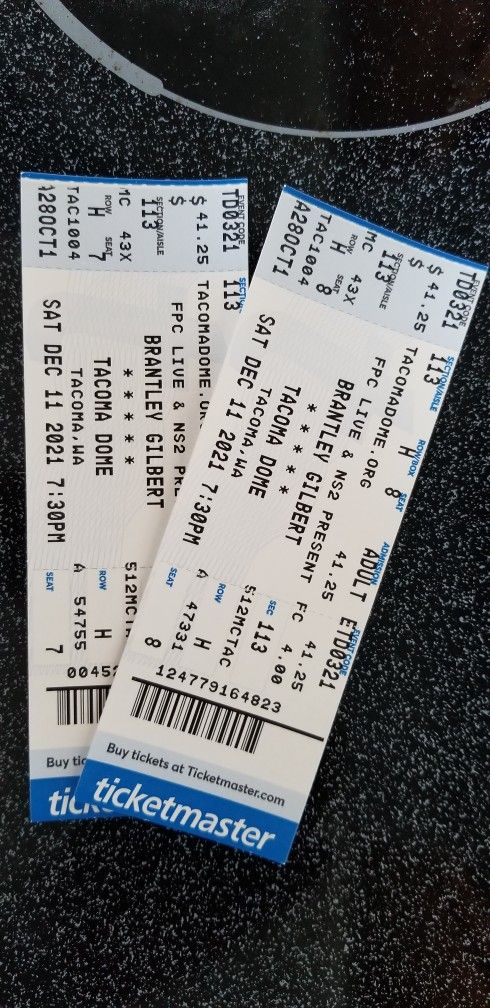 TD0321
EVENT CODE
$ 41.25
$
113
SECTION/AISLE
MC 43X
ROW SEAT
H 7
TAC1004
A28OCT1
SECTI
113
TACOMADOME.OR
FPC LIVE & NS2 PRE
BRANTLEY GILBERT
* * * * *
TACOMA DOME
TACOMA,WA
SAT DEC 11 2021 7:30PM
512MCT
ROW
H
A 54755
SEAT
7
0045
Buy tic
tick
TD0321
EVENT CODE
$ 41.25
$
113
SECTION/AISLE
MC 43X
ROW SEAT
H 8
TAC1004
A28OCT1
SECTION/AISLE ROW/BOX SEAT ADMISSION EVENT CODE
113 H 8 ADULT ETD0321
TACOMADOME.ORG 41.25 FC 4.00
FPC LIVE & NS2 PRESENT 41.25
BRANTLEY GILBERT
* * * * *
TACOMA DOME
TACOMA,WA
SAT DEC 11 2021 7:30PM
SEC 113
512MCTAC
ROW H
A 47331
SEAT 8
124779164823
Buy tickets at Ticketmaster.com
ticketmaster